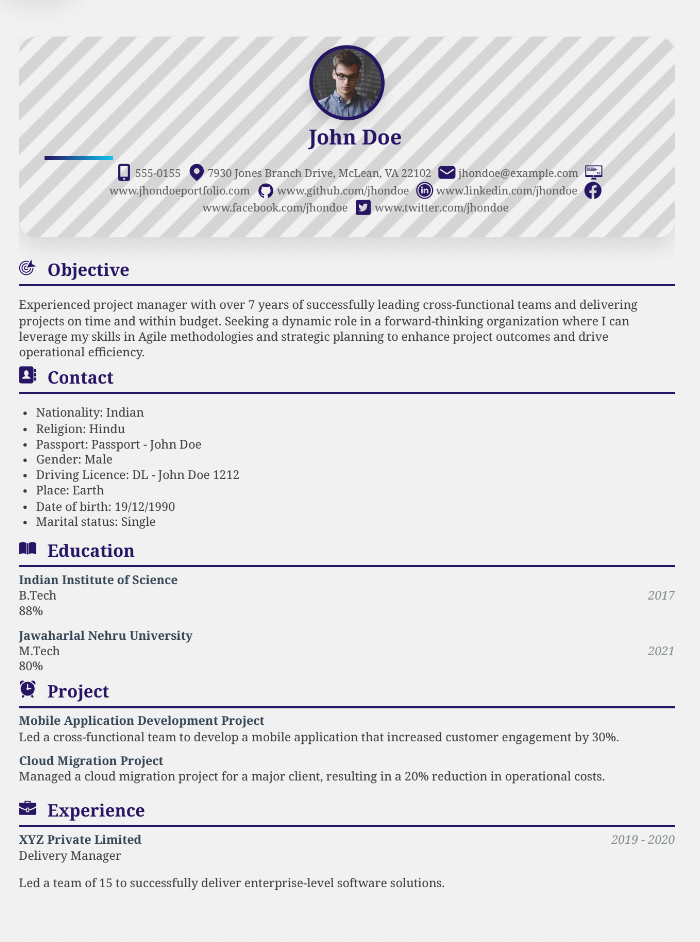 John Doe
555-0155 7930 Jones Branch Drive, McLean, VA 22102 jhondoe@example.com
www.jhondoeportfolio.com www.github.com/jhondoe www.linkedin.com/jhondoe
www.facebook.com/jhondoe www.twitter.com/jhondoe
Objective
Experienced project manager with over 7 years of successfully leading cross-functional teams and delivering
projects on time and within budget. Seeking a dynamic role in a forward-thinking organization where I can
leverage my skills in Agile methodologies and strategic planning to enhance project outcomes and drive
operational efficiency.
Contact
• Nationality: Indian
• Religion: Hindu
• Passport: Passport - John Doe
• Gender: Male
• Driving Licence: DL - John Doe 1212
• Place: Earth
• Date of birth: 19/12/1990
• Marital status: Single
Education
Indian Institute of Science
B.Tech 2017
88%
Jawaharlal Nehru University
M.Tech 2021
80%
Project
Mobile Application Development Project
Led a cross-functional team to develop a mobile application that increased customer engagement by 30%.
Cloud Migration Project
Managed a cloud migration project for a major client, resulting in a 20% reduction in operational costs.
Experience
XYZ Private Limited 2019 - 2020
Delivery Manager
Led a team of 15 to successfully deliver enterprise-level software solutions.